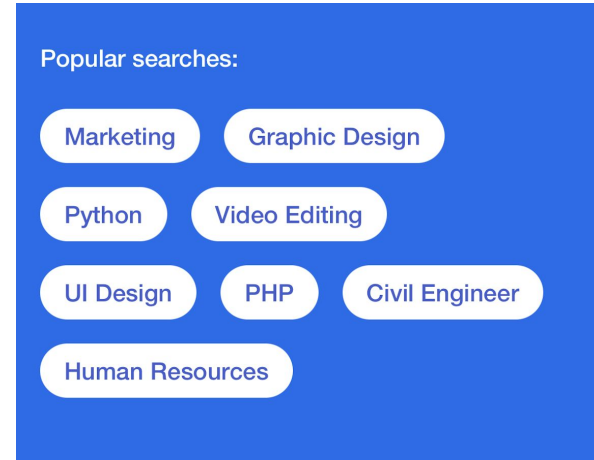 Popular searches:
Marketing Graphic Design
Python Video Editing
UI Design PHP Civil Engineer
Human Resources